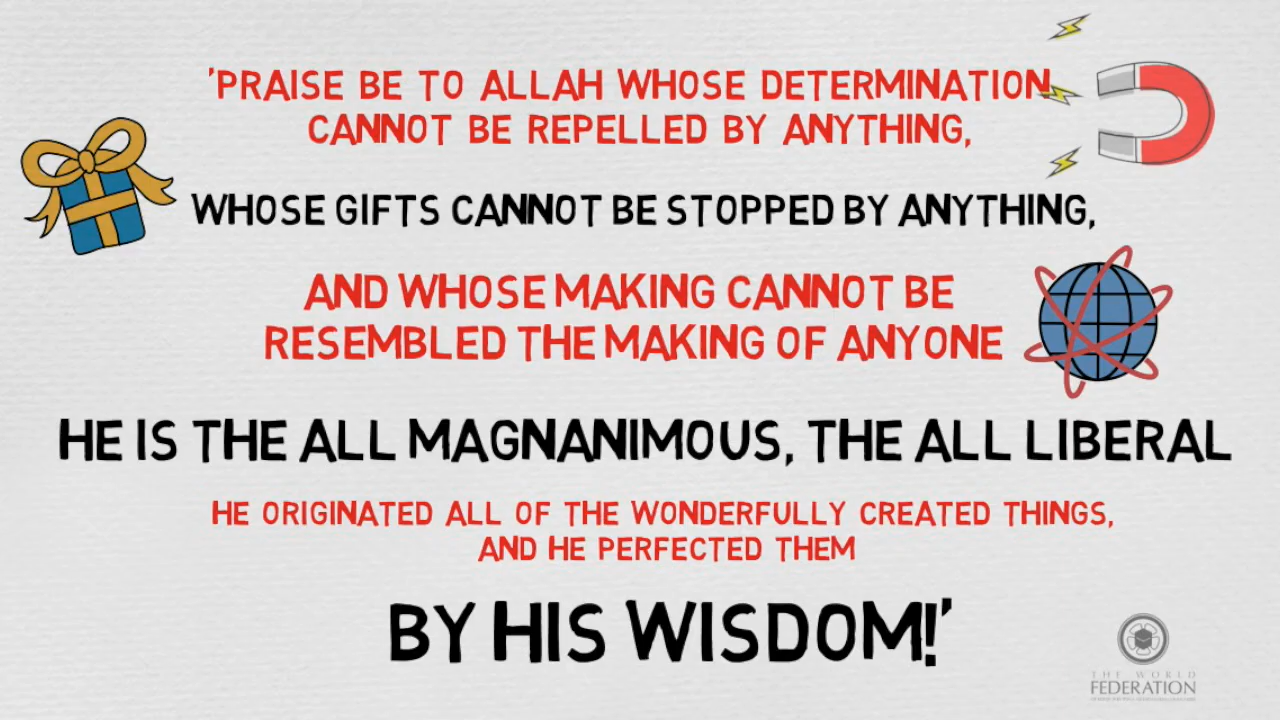 'PRAISE BE TO ALLAH WHOSE DETERMINATION
CANNOT BE REPELLED BY ANYTHING,
WHOSE GIFTS CANNOT BE STOPPED BY ANYTHING,
AND WHOSE MAKING CANNOT BE
RESEMBLED THE MAKING OF ANYONE
HE IS THE ALL MAGNANIMOUS, THE ALL LIBERAL
HE ORIGINATED ALL OF THE WONDERFULLY CREATED THINGS,
AND HE PERFECTED THEM
BY HIS WISDOM!'
THE WORLD
FEDERATION